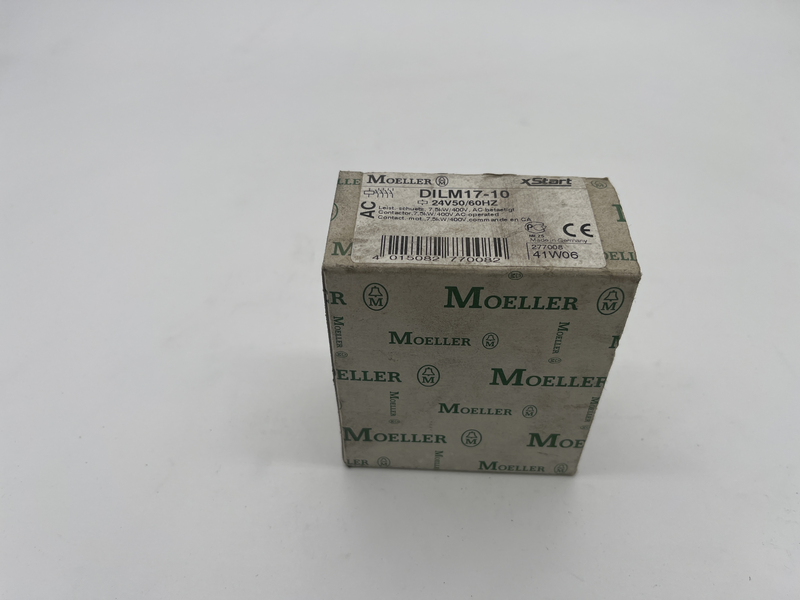 MOELLER
xStart
AC
DILM17-10
24V50/60HZ
Leist. schuetz, 7,5kW/400V, AC-betaetigt
Contactor,7,5kW/400V,AC-operated
Contact. mot.,7,5kW/400V,commande en CA
4 015082 770082
CE
Made in Germany
277008
41W06
MOELLER
MOELLER
MOELLER
MOELLER
MOELLER
MOELLER
MOELLER
MOELLER
MOELLER
MOELLER